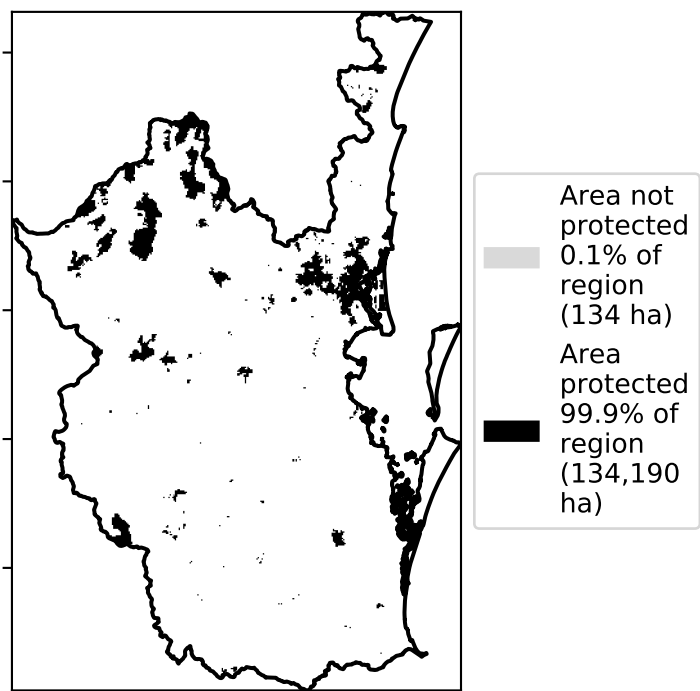 Area not
protected
0.1% of
region
(134 ha)
Area
protected
99.9% of
region
(134,190
ha)